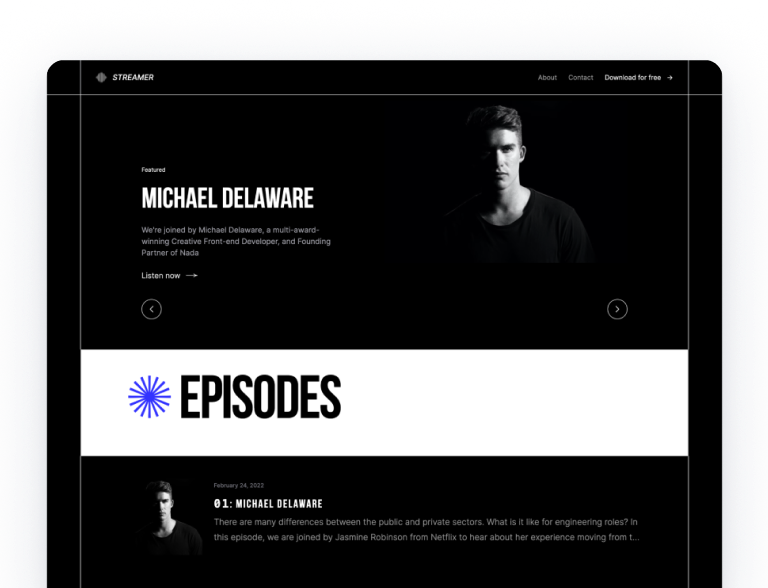 STREAMER
About Contact Download for free →
Featured
MICHAEL DELAWARE
We're joined by Michael Delaware, a multi-award-
winning Creative Front-end Developer, and Founding
Partner of Nada
Listen now
EPISODES
February 24, 2022
01: MICHAEL DELAWARE
There are many differences between the public and private sectors. What is it like for engineering roles? In
this episode, we are joined by Jasmine Robinson from Netflix to hear about her experience moving from t...